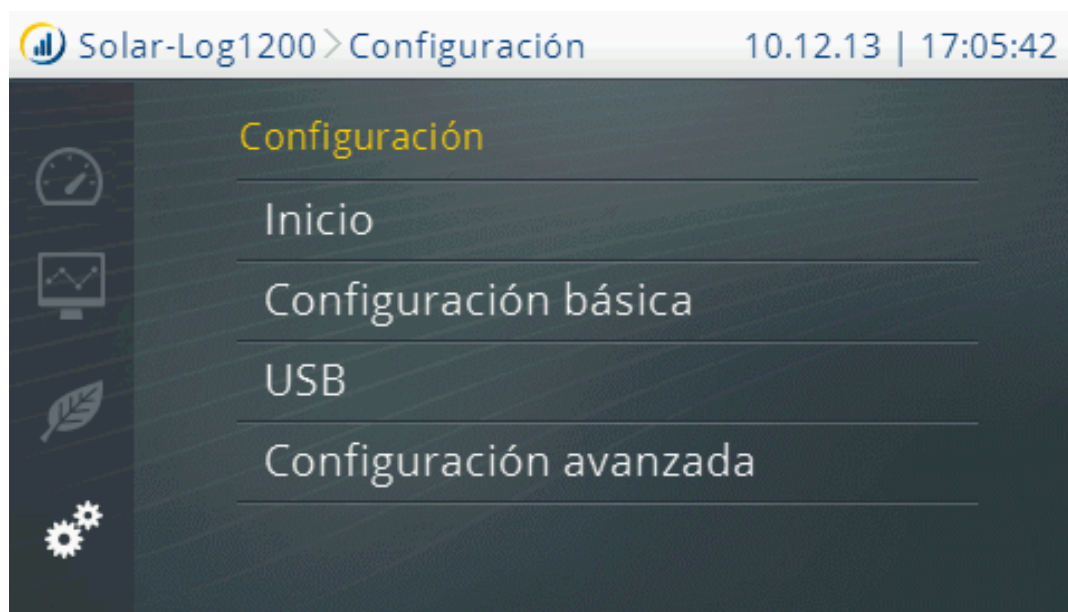 Solar-Log1200 > Configuración 10.12.13 | 17:05:42
Configuración
Inicio
Configuración básica
USB
Configuración avanzada